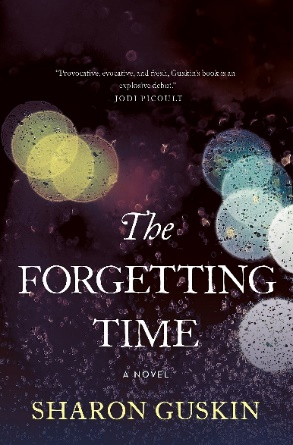 "Provocative, evocative, and fresh, Guskin's book is an
explosive debut."
JODI PICOULT
The
FORGETTING
TIME
A NOVEL
SHARON GUSKIN